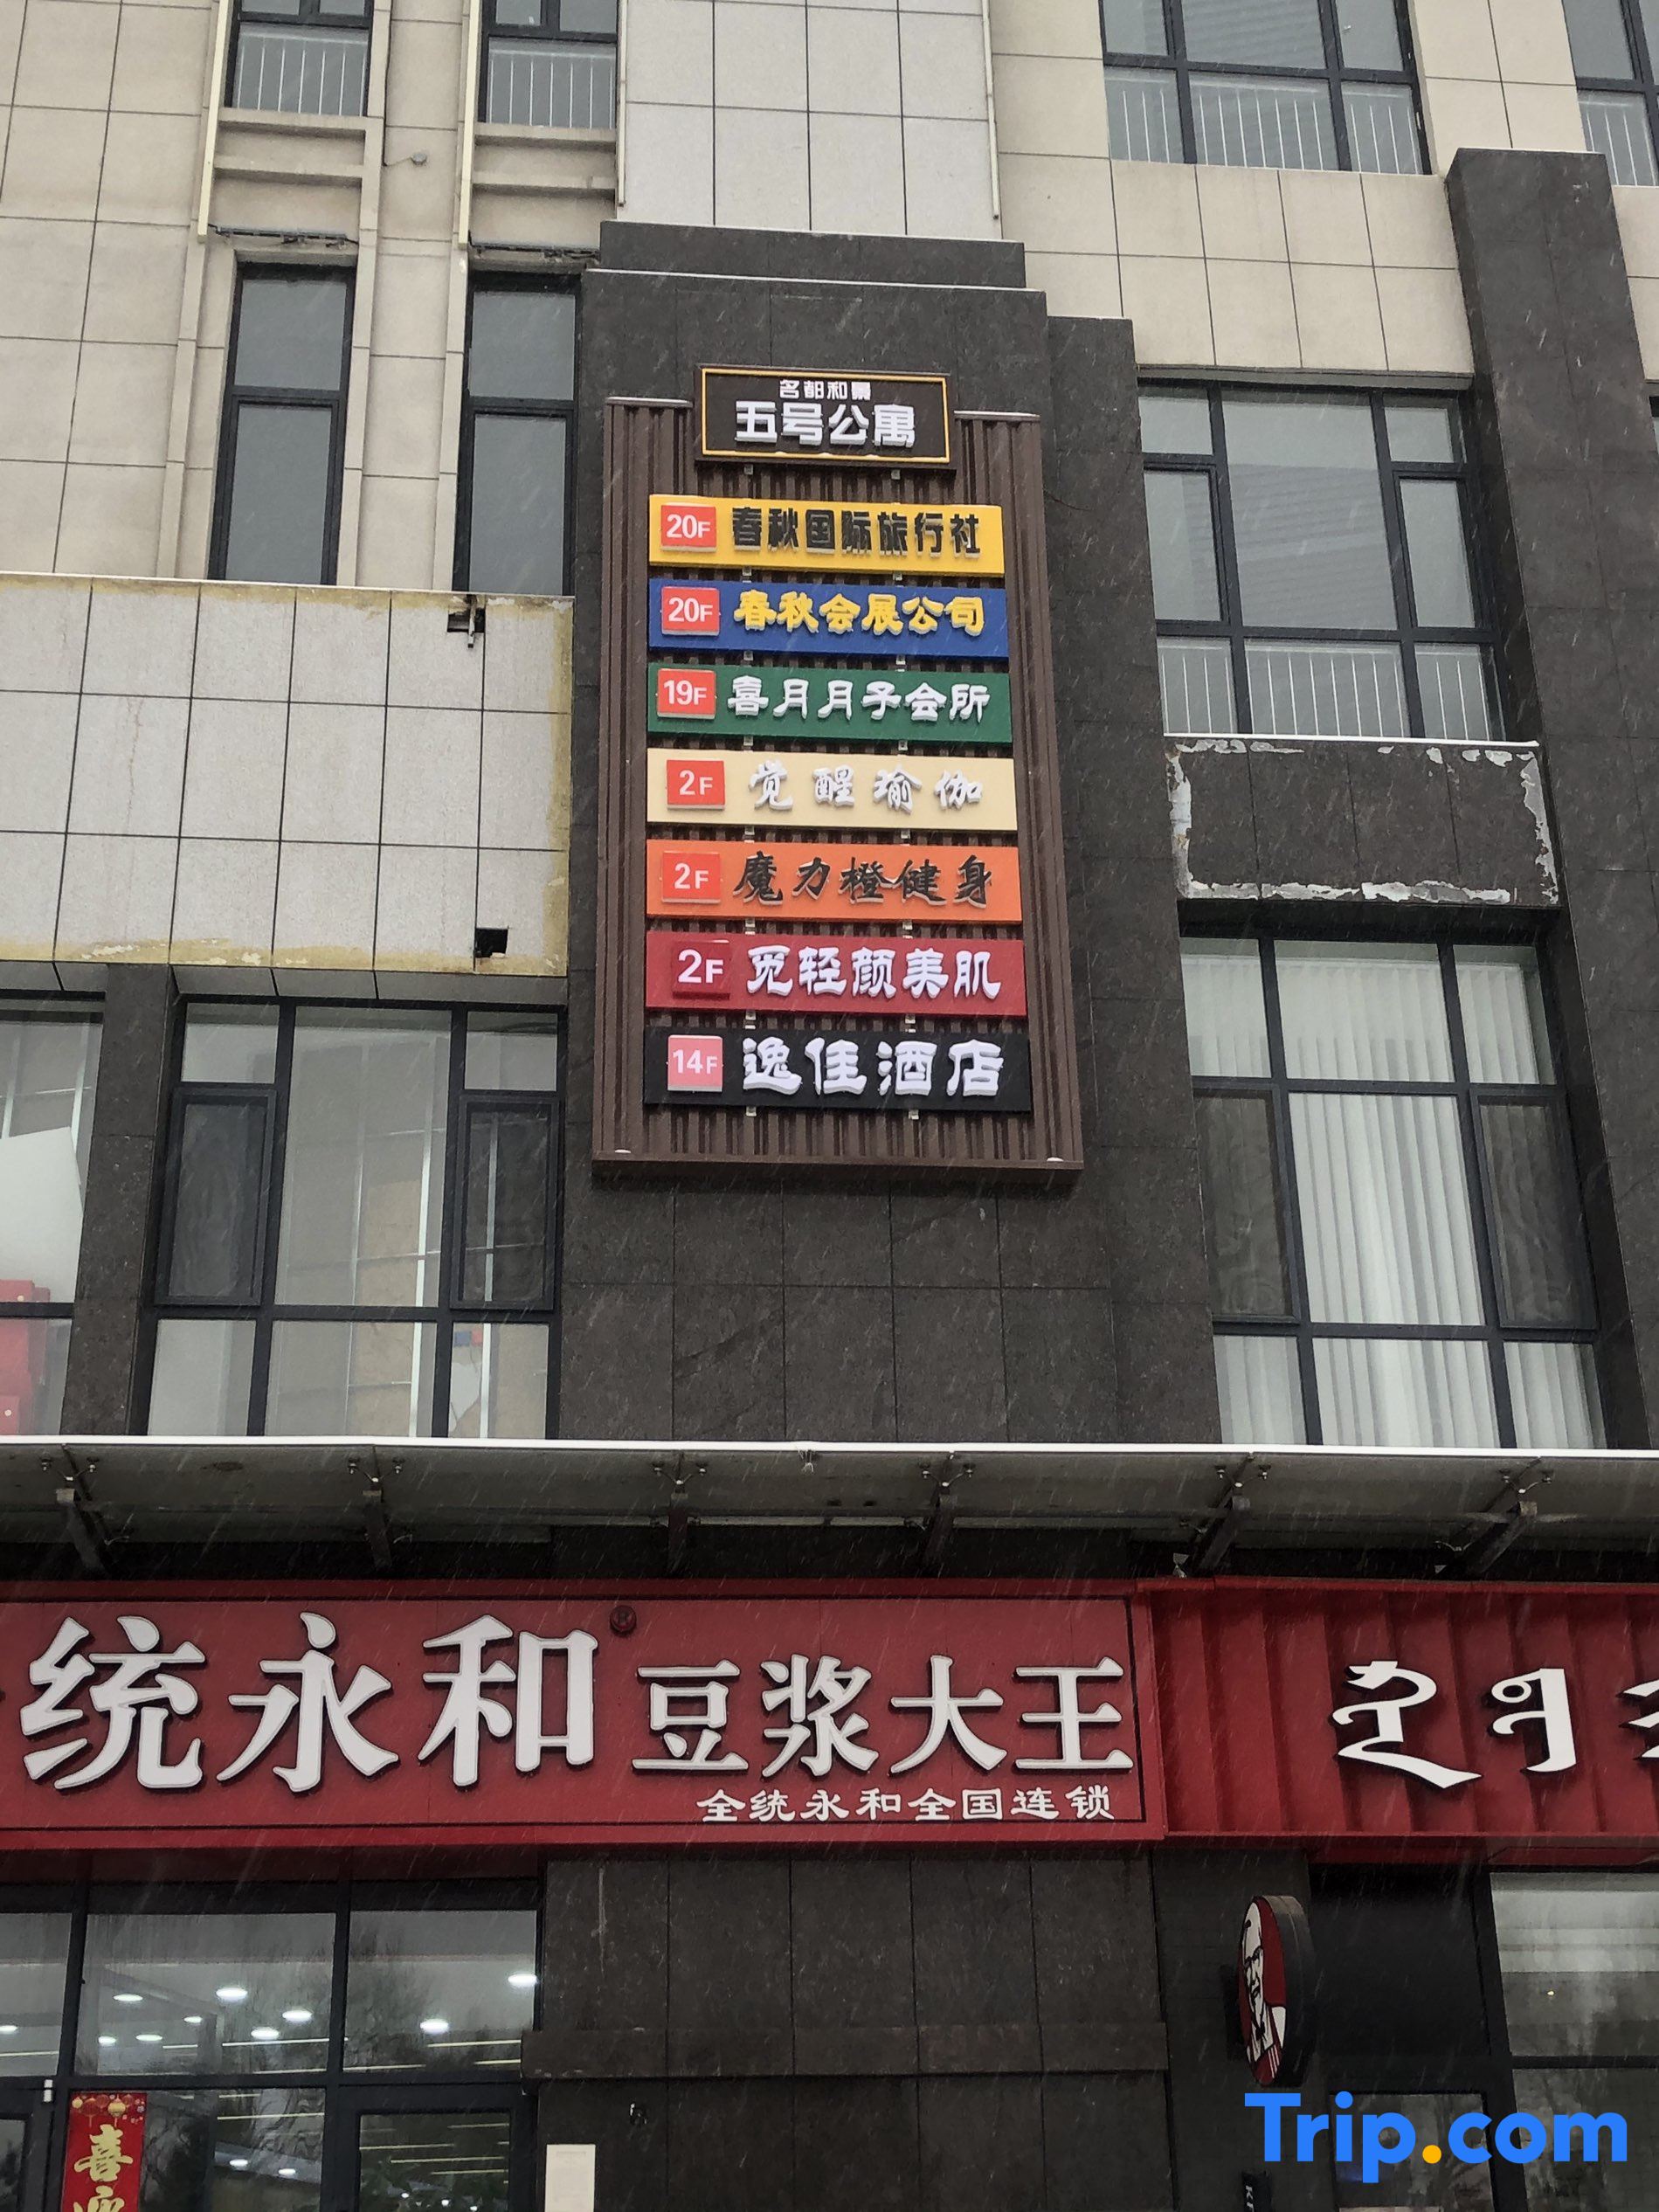 名都和景
五号公寓
20F 春秋国际旅行社
20F 春秋会展公司
19F 喜月月子会所
2F 觉醒瑜伽
2F 魔力橙健身
2F 觅轻颜美肌
14F 逸佳酒店
统永和® 豆浆大王
全统永和全国连锁
喜
Trip.com